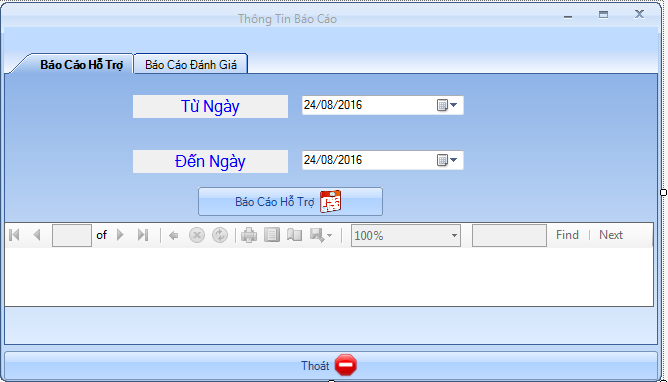 Thông Tin Báo Cáo
Báo Cáo Hỗ Trợ Báo Cáo Đánh Giá
Từ Ngày 24/08/2016
Đến Ngày 24/08/2016
Báo Cáo Hỗ Trợ
of 100% Find | Next
Thoát